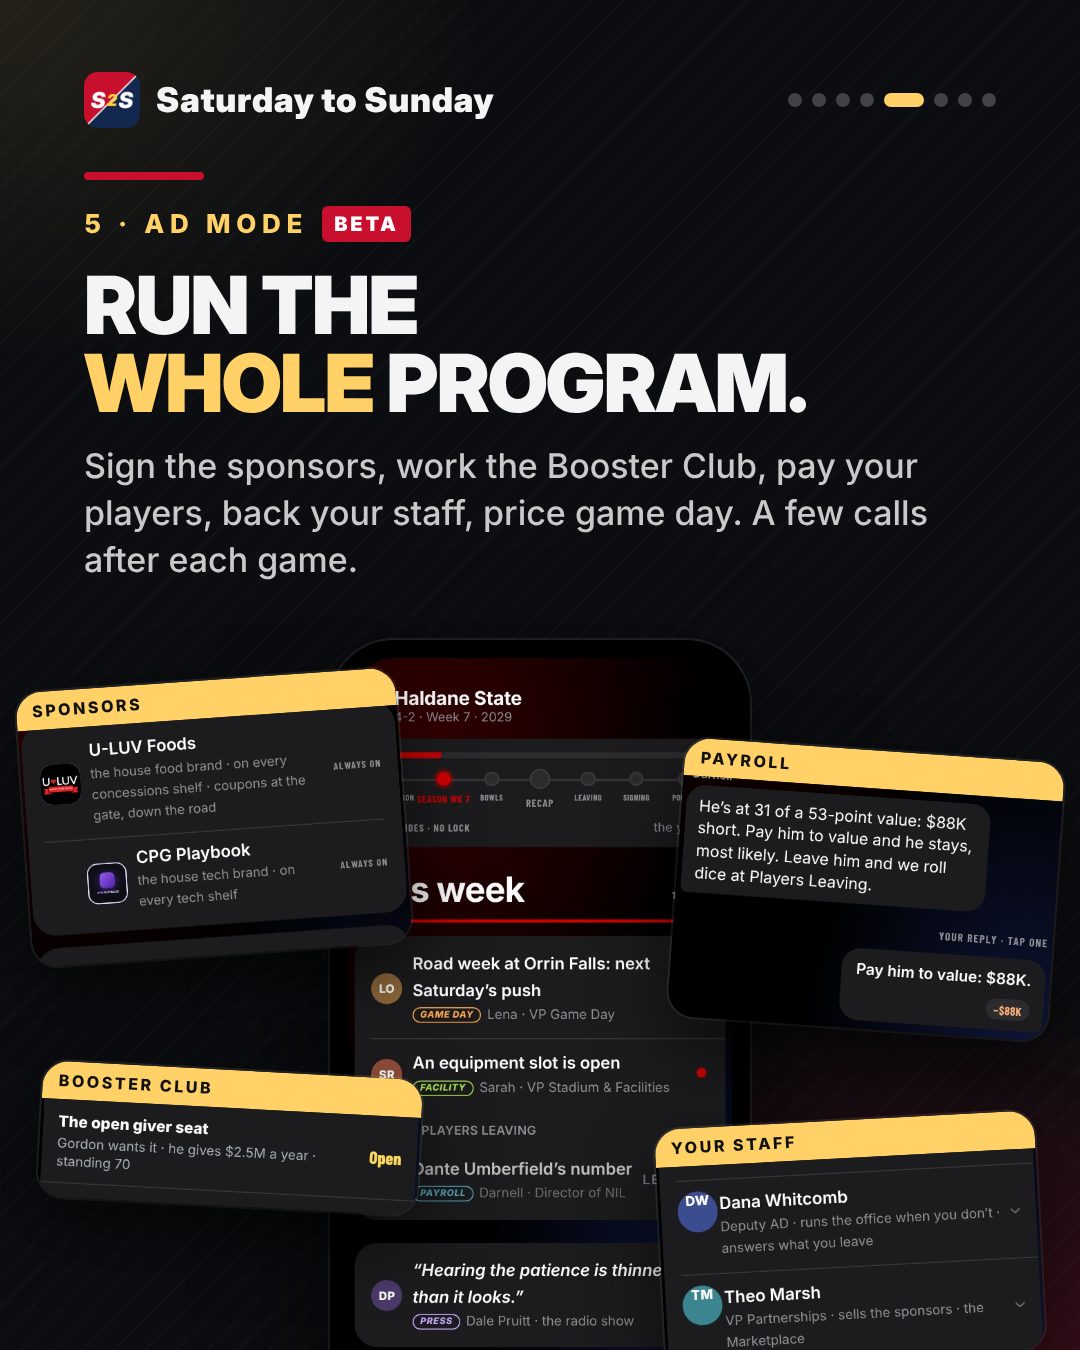 S2S
Saturday to Sunday
5 · AD MODE BETA
RUN THE
WHOLE PROGRAM.
Sign the sponsors, work the Booster Club, pay your
players, back your staff, price game day. A few calls
after each game.
SPONSORS
U-LUV Foods
the house food brand · on every
concessions shelf · coupons at the
gate, down the road
ALWAYS ON
U♥LUV
CPG Playbook
the house tech brand · on
every tech shelf
ALWAYS ON
Haldane State
4-2 · Week 7 · 2029
SEASON WK 7
BOWLS
RECAP
LEAVING
SIGNING
· NO LOCK
the
s week
LO
Road week at Orrin Falls: next
Saturday’s push
GAME DAY Lena · VP Game Day
SR
An equipment slot is open
FACILITY Sarah · VP Stadium & Facilities
PLAYERS LEAVING
Dante Umberfield’s number
PAYROLL Darnell · Director of NIL
DP
“Hearing the patience is thinne
than it looks.”
PRESS Dale Pruitt · the radio show
PAYROLL
He’s at 31 of a 53-point value: $88K
short. Pay him to value and he stays,
most likely. Leave him and we roll
dice at Players Leaving.
YOUR REPLY · TAP ONE
Pay him to value: $88K.
−$88K
BOOSTER CLUB
The open giver seat
Gordon wants it · he gives $2.5M a year ·
standing 70
Open
YOUR STAFF
DW
Dana Whitcomb
Deputy AD · runs the office when you don’t ·
answers what you leave
TM
Theo Marsh
VP Partnerships · sells the sponsors · the
Marketplace